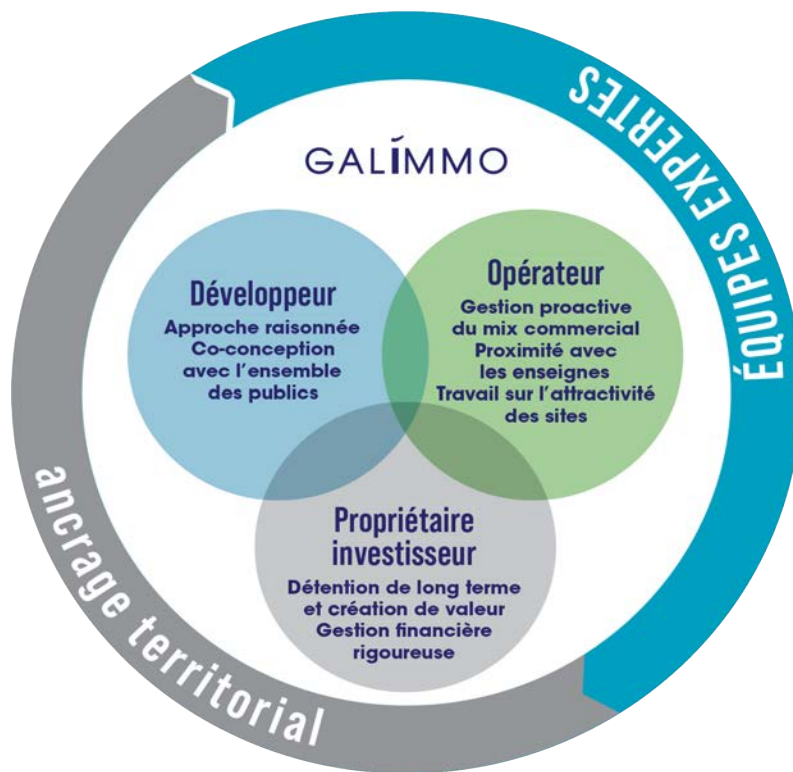 GALIMMO
Développeur
Approche raisonnée
Co-conception
avec l'ensemble
des publics
Opérateur
Gestion proactive
du mix commercial
Proximité avec
les enseignes
Travail sur l'attractivité
des sites
Propriétaire
investisseur
Détention de long terme
et création de valeur
Gestion financière
rigoureuse
ÉQUIPES EXPERTES
ancrage territorial